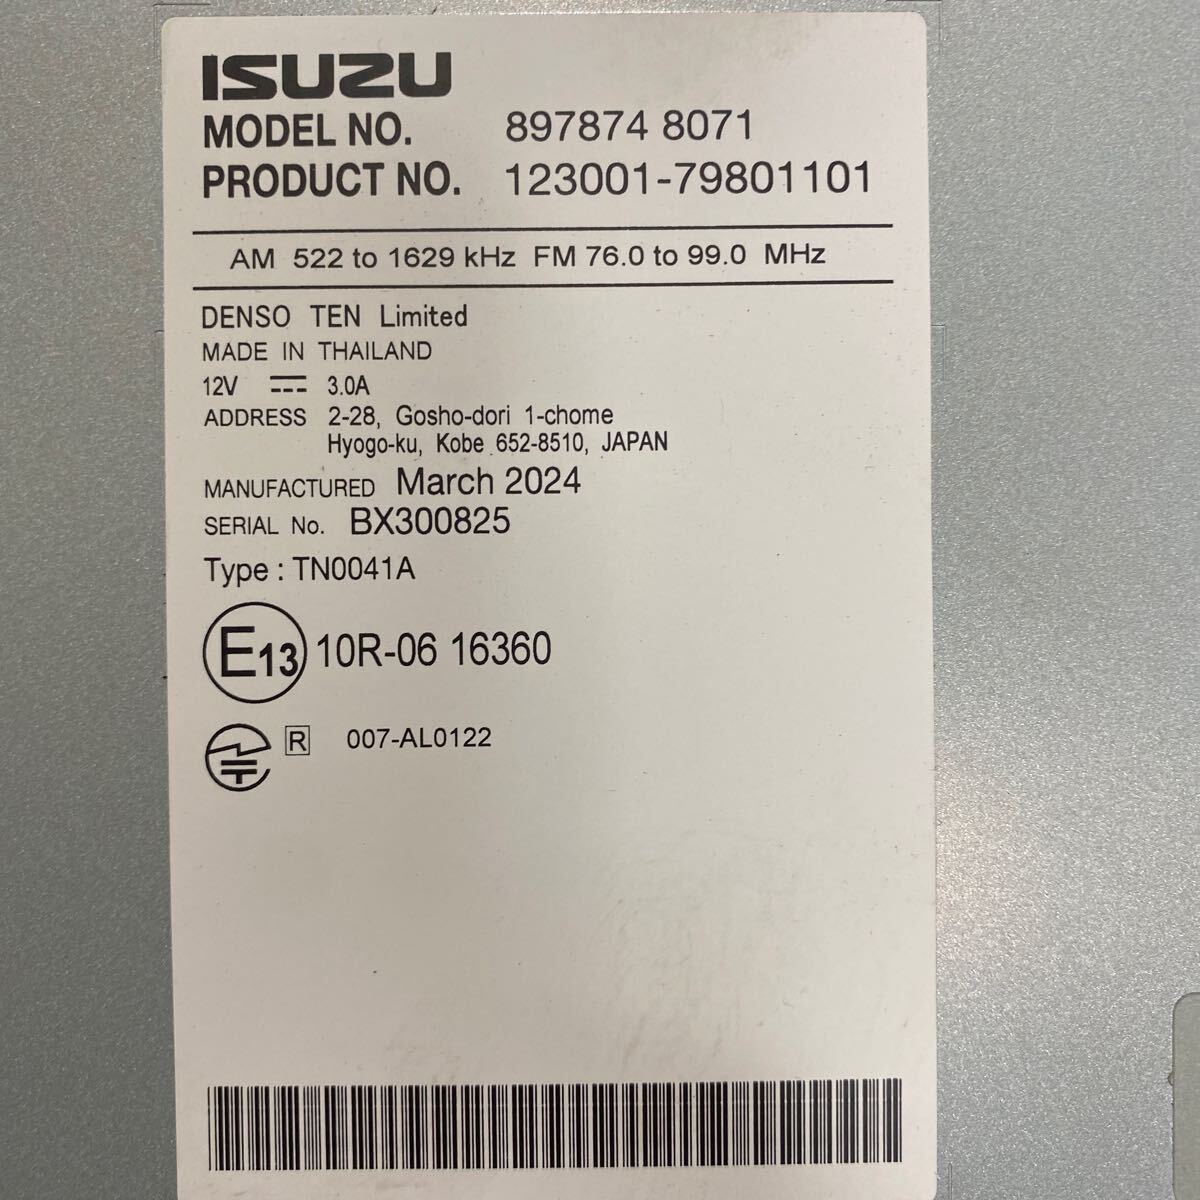 ISUZU
MODEL NO. 897874 8071
PRODUCT NO. 123001-79801101
AM 522 to 1629 kHz FM 76.0 to 99.0 MHz
DENSO TEN Limited
MADE IN THAILAND
12V ⎓ 3.0A
ADDRESS 2-28, Gosho-dori 1-chome
Hyogo-ku, Kobe 652-8510, JAPAN
MANUFACTURED March 2024
SERIAL No. BX300825
Type : TN0041A
E13 10R-06 16360
R 007-AL0122